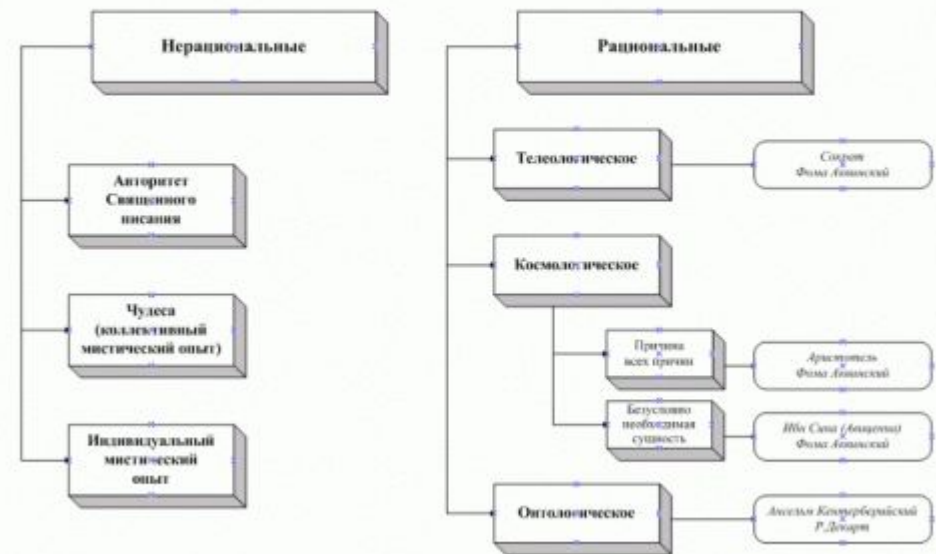 Нерациональные
Авторитет
Священного
писания
Чудеса
(коллективный
мистический опыт)
Индивидуальный
мистический
опыт
Рациональные
Телеологическое
Сократ
Фома Аквинский
Космологическое
Причина
всех причин
Аристотель
Фома Аквинский
Безусловно
необходимая
сущность
Ибн Сина (Авиценна)
Фома Аквинский
Онтологическое
Ансельм Кентерберийский
Р.Декарт